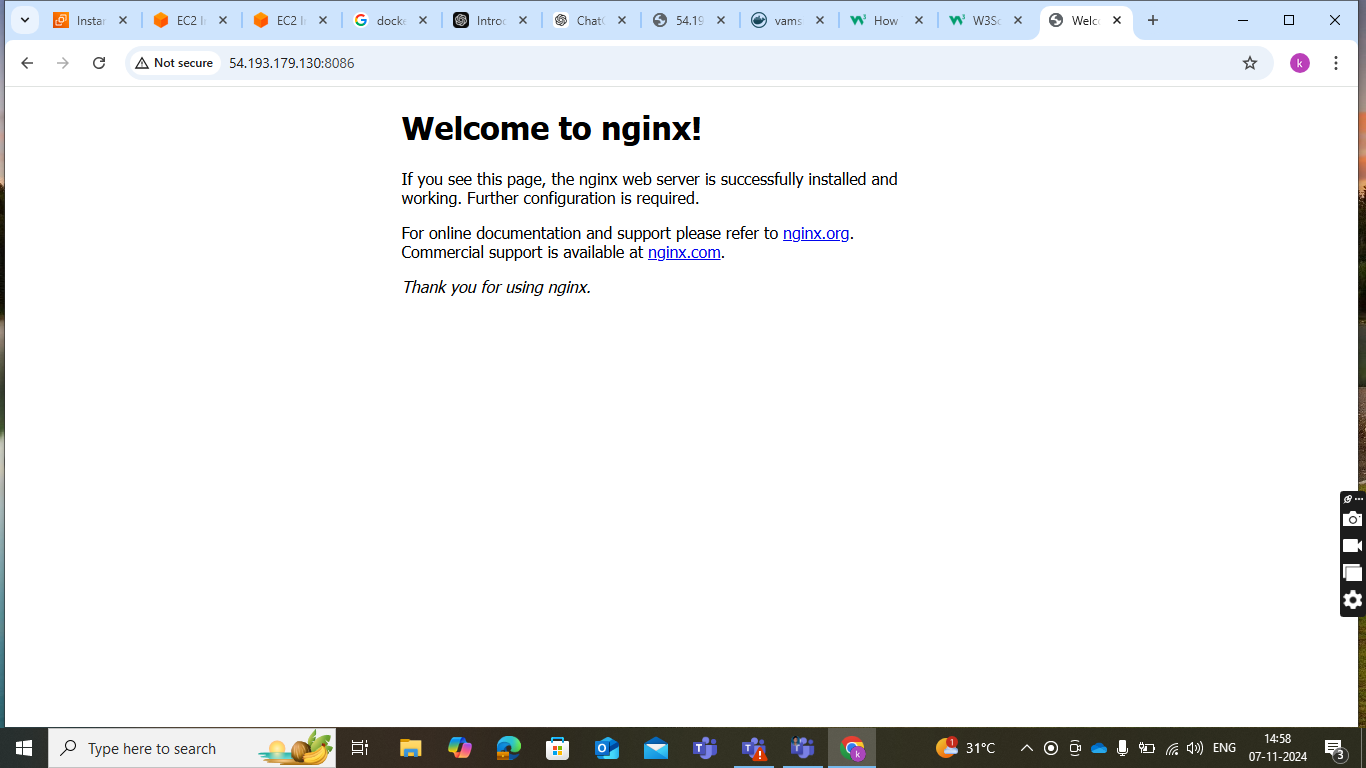 Instar
EC2 I
EC2 I
docke
Introd
Chat
54.19
vams
How
W3Sc
Welc
Not secure
54.193.179.130:8086
Welcome to nginx!
If you see this page, the nginx web server is successfully installed and
working. Further configuration is required.
For online documentation and support please refer to nginx.org.
Commercial support is available at nginx.com.
Thank you for using nginx.
Type here to search
31°C
ENG
14:58
07-11-2024
3